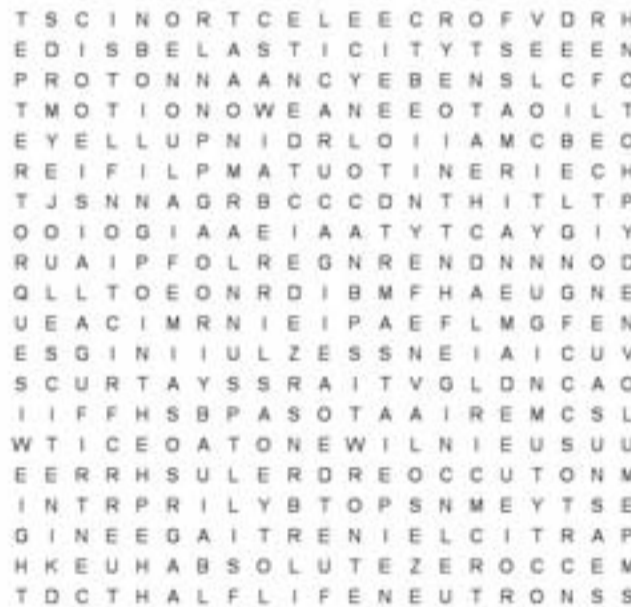 T S C I N O R T C E L E E C R O F V D R H
E D I S B E L A S T I C I T Y T S E E E N
P R O T O N N A A N C Y E B E N S L C F C
T M O T I O N O W E A N E E O T A O I L T
E Y E L L U P N I D R L O I I A M C B E C
R E I F I L P M A T U O T I N E R I E C H
T J S N N A G R B C C C D N T H I T L T P
O O I O G I A A E I A A T Y T C A Y G I Y
R U A I P F O L R E G N R E N D N N N O D
Q L L T O E O N R D I B M F H A E U G N E
U E A C I M R N I E I P A E F L M G F E N
E S G I N I I U L Z E S S N E I A I C U V
S C U R T A Y S S R A I T V G L D N C A C
I I F F H S B P A S O T A A I R E M C S L
W T I C E O A T O N E W I L N I E U S U U
E E R R H S U L E R D R E O C C U T O N M
I N T R P R I L Y B T O P S N M E Y T S E
G I N E E G A I T R E N I E L C I T R A P
H K E U H A B S O L U T E Z E R O C C E M
T D C T H A L F L I F E N E U T R O N S S